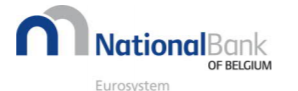 NationalBank
OF BELGIUM
Eurosystem